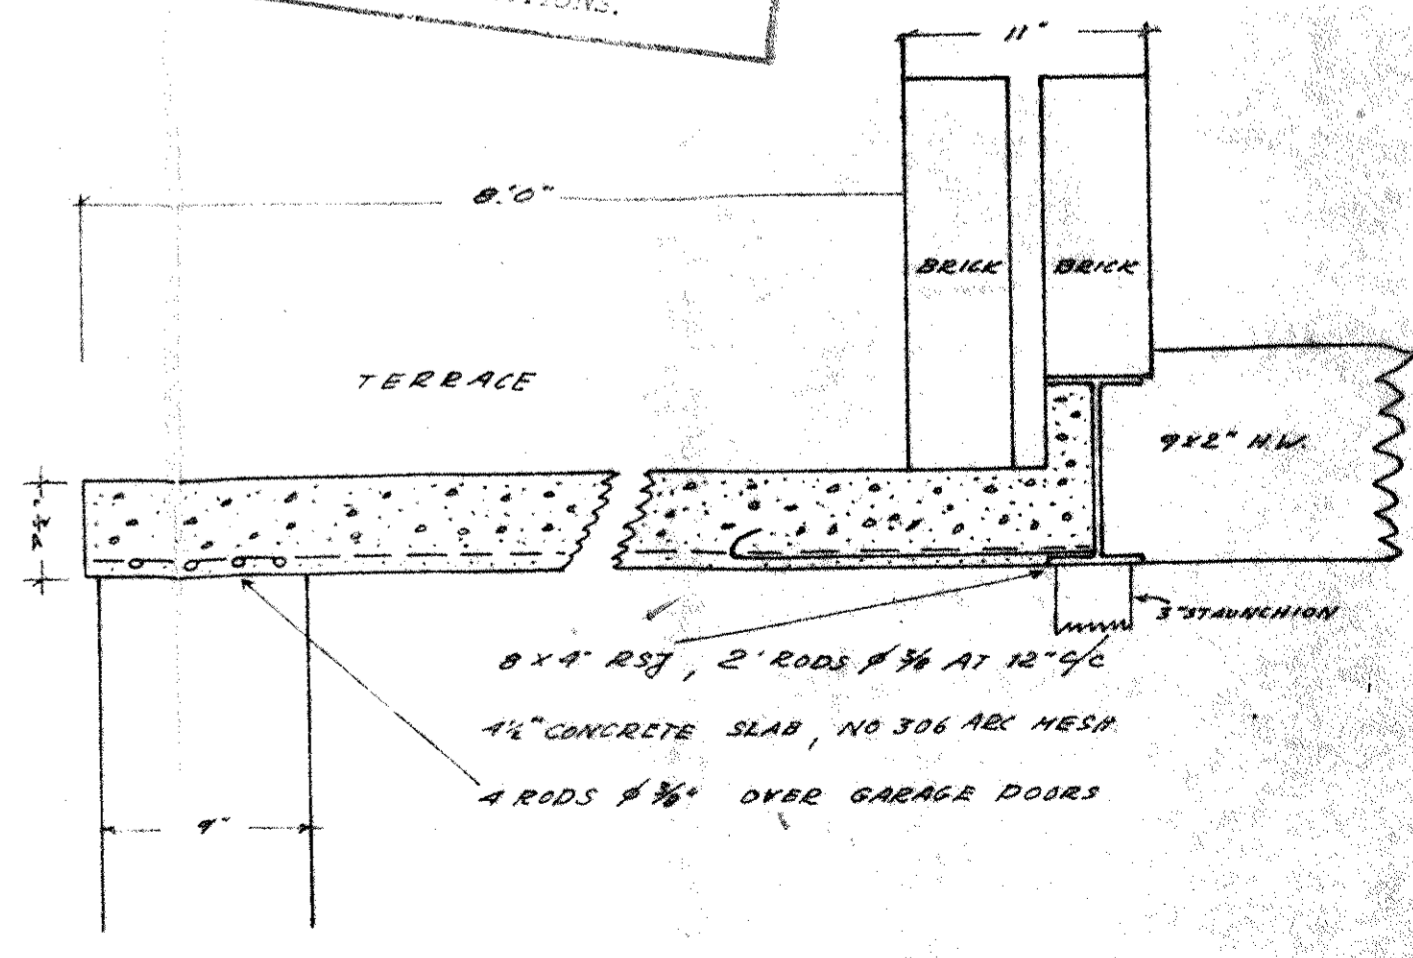 TIONS.
11"
8'0"
BRICK BRICK
TERRACE
9x2" H.W.
4½"
3" STAUNCHION
8 x 4" RSJ, 2' RODS ∅ 3/8 AT 12" C/C
4½" CONCRETE SLAB, NO 306 ARC MESH
4 RODS ∅ 3/8" OVER GARAGE DOORS
9"